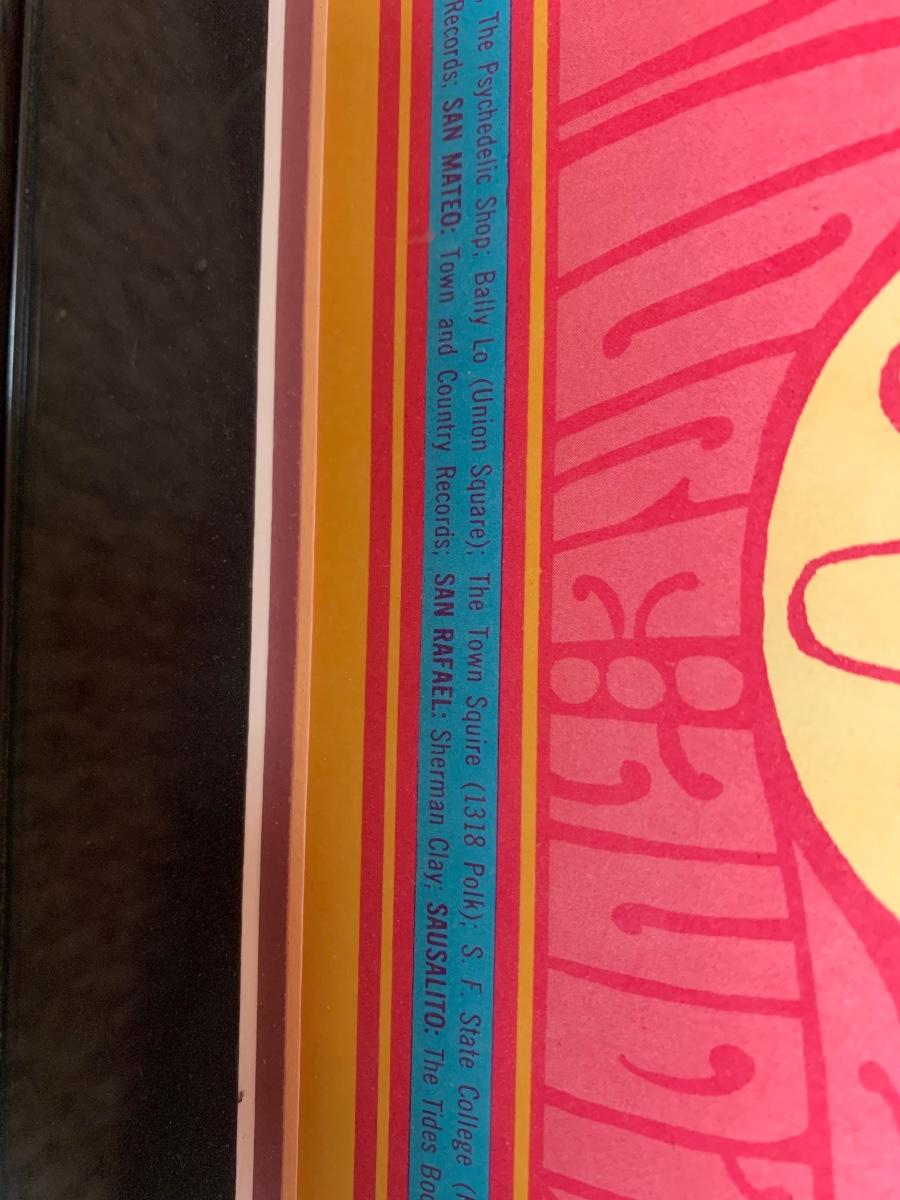 , The Psychedelic Shop; Bally Lo (Union Square); The Town Squire (1318 Polk); S. F. State College (
Records; SAN MATEO: Town and Country Records; SAN RAFAEL: Sherman Clay; SAUSALITO: The Tides